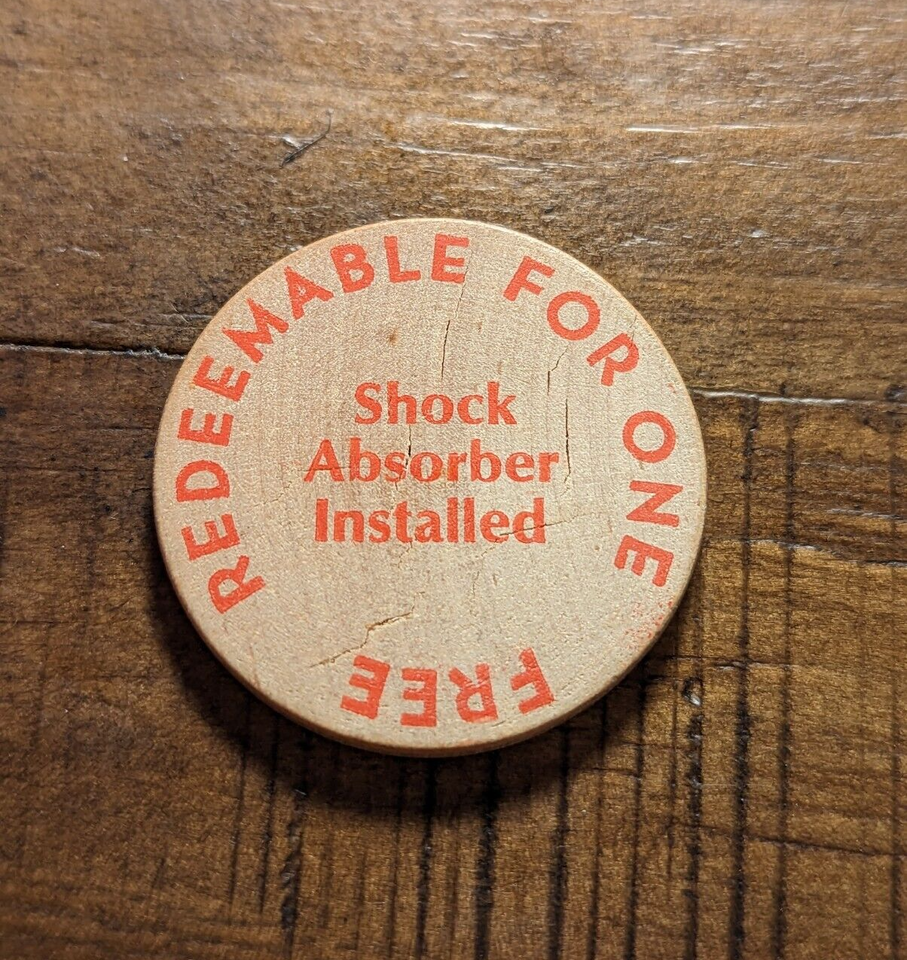 REDEEMABLE FOR ONE FREE
Shock
Absorber
Installed